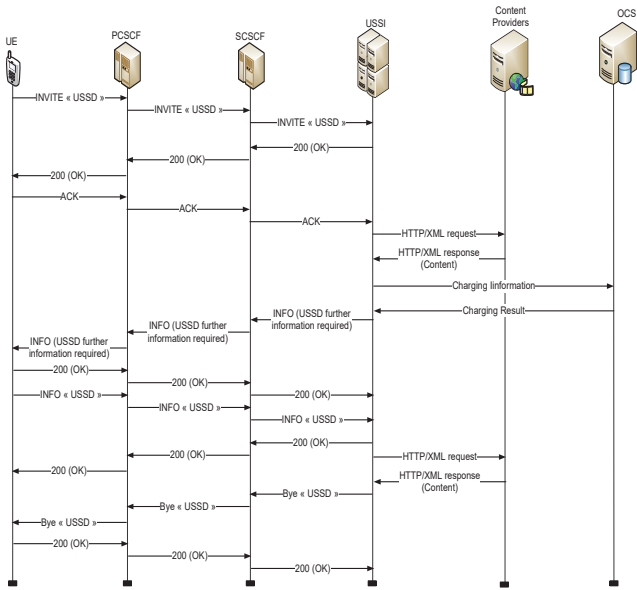 Content
Providers
OCS
USSI
PCSCF
SCSCF
UE
INVITE « USSD »
INVITE « USSD »
INVITE « USSD »
200 (OK)
200 (OK)
200 (OK)
ACK
ACK
ACK
HTTP/XML request
HTTP/XML response
(Content)
Charging Iinformation
Charging Result
INFO (USSD further
information required)
INFO (USSD further
information required)
INFO (USSD further
information required)
200 (OK)
200 (OK)
200 (OK)
INFO « USSD »
INFO « USSD »
INFO « USSD »
200 (OK)
200 (OK)
200 (OK)
HTTP/XML request
HTTP/XML response
(Content)
Bye « USSD »
Bye « USSD »
Bye « USSD »
200 (OK)
200 (OK)
200 (OK)